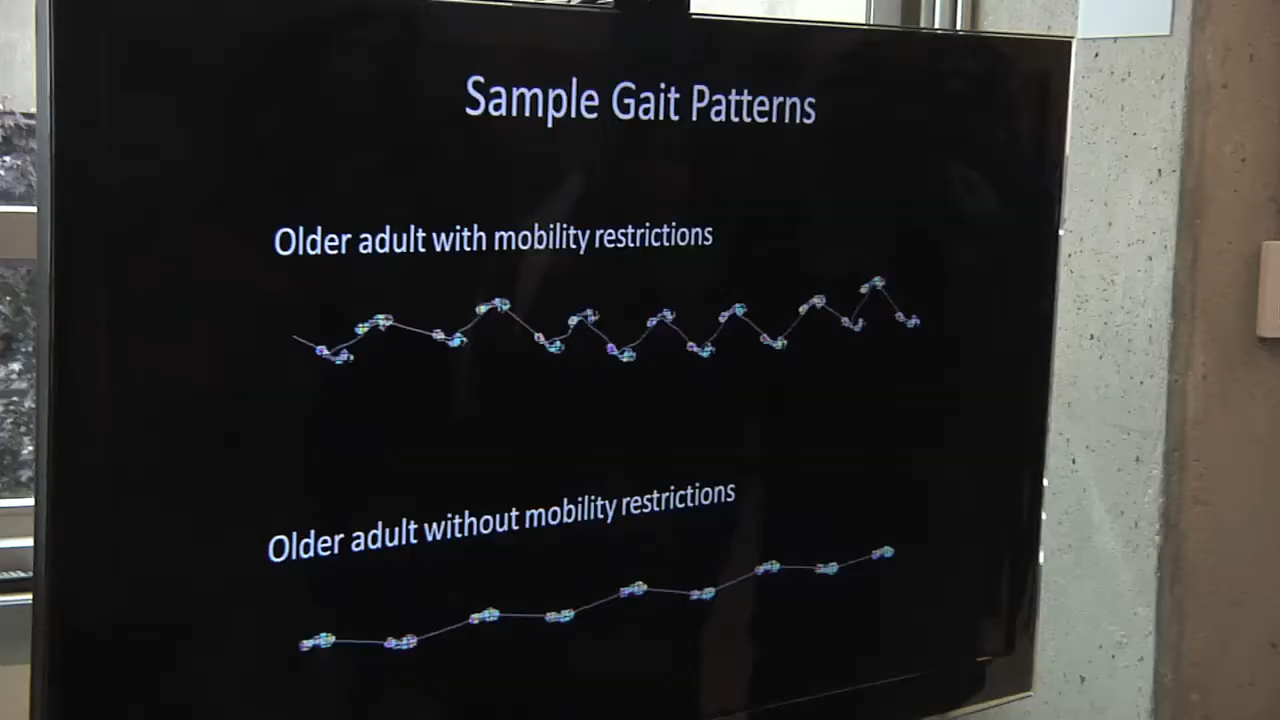 Sample Gait Patterns
Older adult with mobility restrictions
Older adult without mobility restrictions